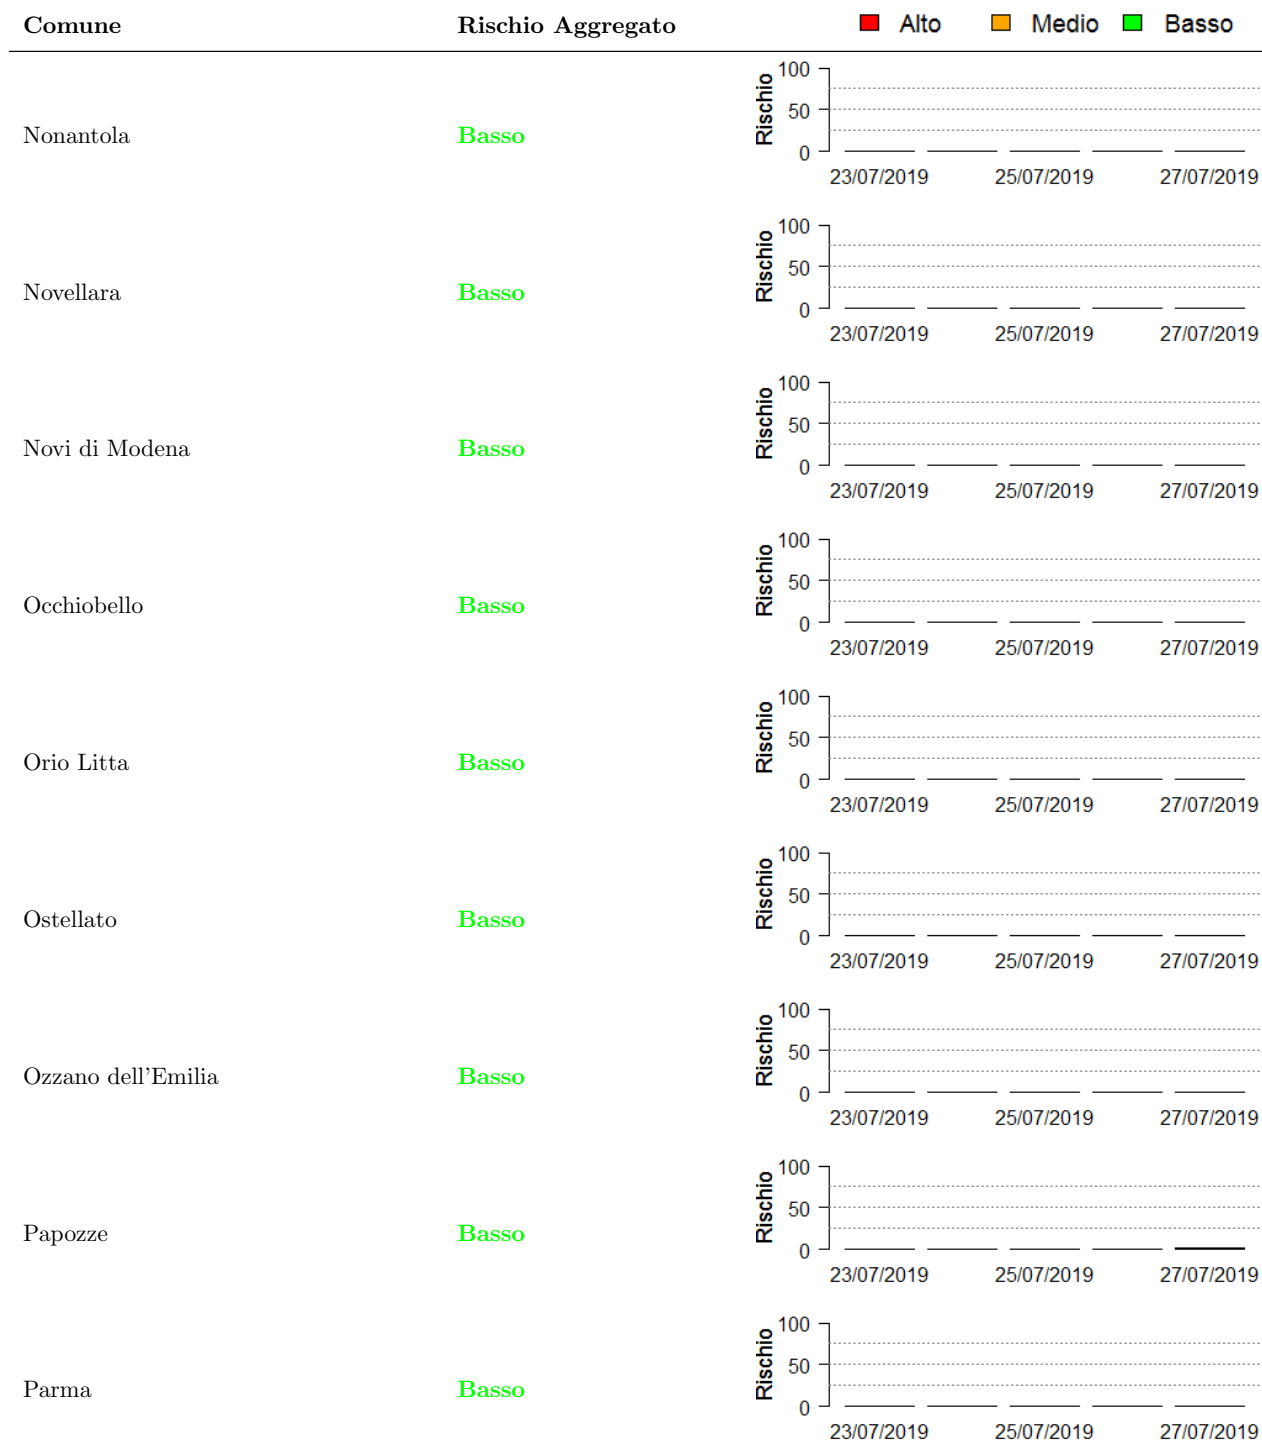 Comune Rischio Aggregato Alto Medio Basso
100
50
0
Rischio
Nonantola Basso
23/07/2019 25/07/2019 27/07/2019
100
50
0
Rischio
Novellara Basso
23/07/2019 25/07/2019 27/07/2019
100
50
0
Rischio
Novi di Modena Basso
23/07/2019 25/07/2019 27/07/2019
100
50
0
Rischio
Occhiobello Basso
23/07/2019 25/07/2019 27/07/2019
100
50
0
Rischio
Orio Litta Basso
23/07/2019 25/07/2019 27/07/2019
100
50
0
Rischio
Ostellato Basso
23/07/2019 25/07/2019 27/07/2019
100
50
0
Rischio
Ozzano dell'Emilia Basso
23/07/2019 25/07/2019 27/07/2019
100
50
0
Rischio
Papozze Basso
23/07/2019 25/07/2019 27/07/2019
100
50
0
Rischio
Parma Basso
23/07/2019 25/07/2019 27/07/2019